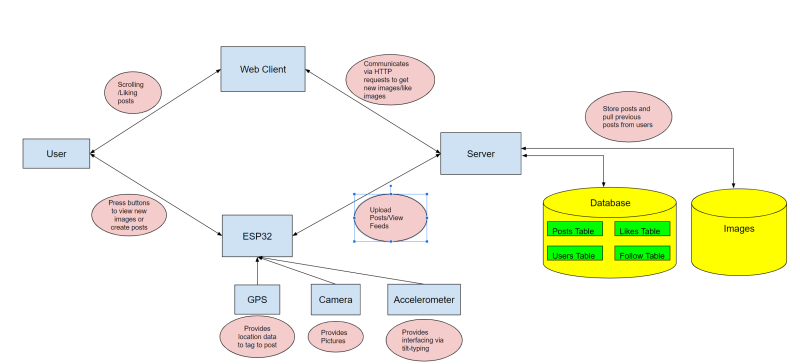 Web Client
Communicates
via HTTP
requests to get
new images/like
images
Scrolling
/Liking
posts
Store posts and
pull previous
posts from users
User
Server
Press buttons
to view new
images or
create posts
Upload
Posts/View
Feeds
ESP32
Database
Posts Table
Likes Table
Users Table
Follow Table
Images
GPS
Camera
Accelerometer
Provides
location data
to tag to post
Provides
Pictures
Provides
interfacing via
tilt-typing